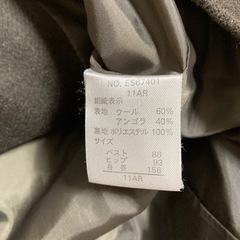 NO. ES67401
11AR
組成表示
表地 ウール 60%
アンゴラ 40%
裏地 ポリエステル 100%
サイズ
バスト 86
ヒップ 93
身長 158
11AR